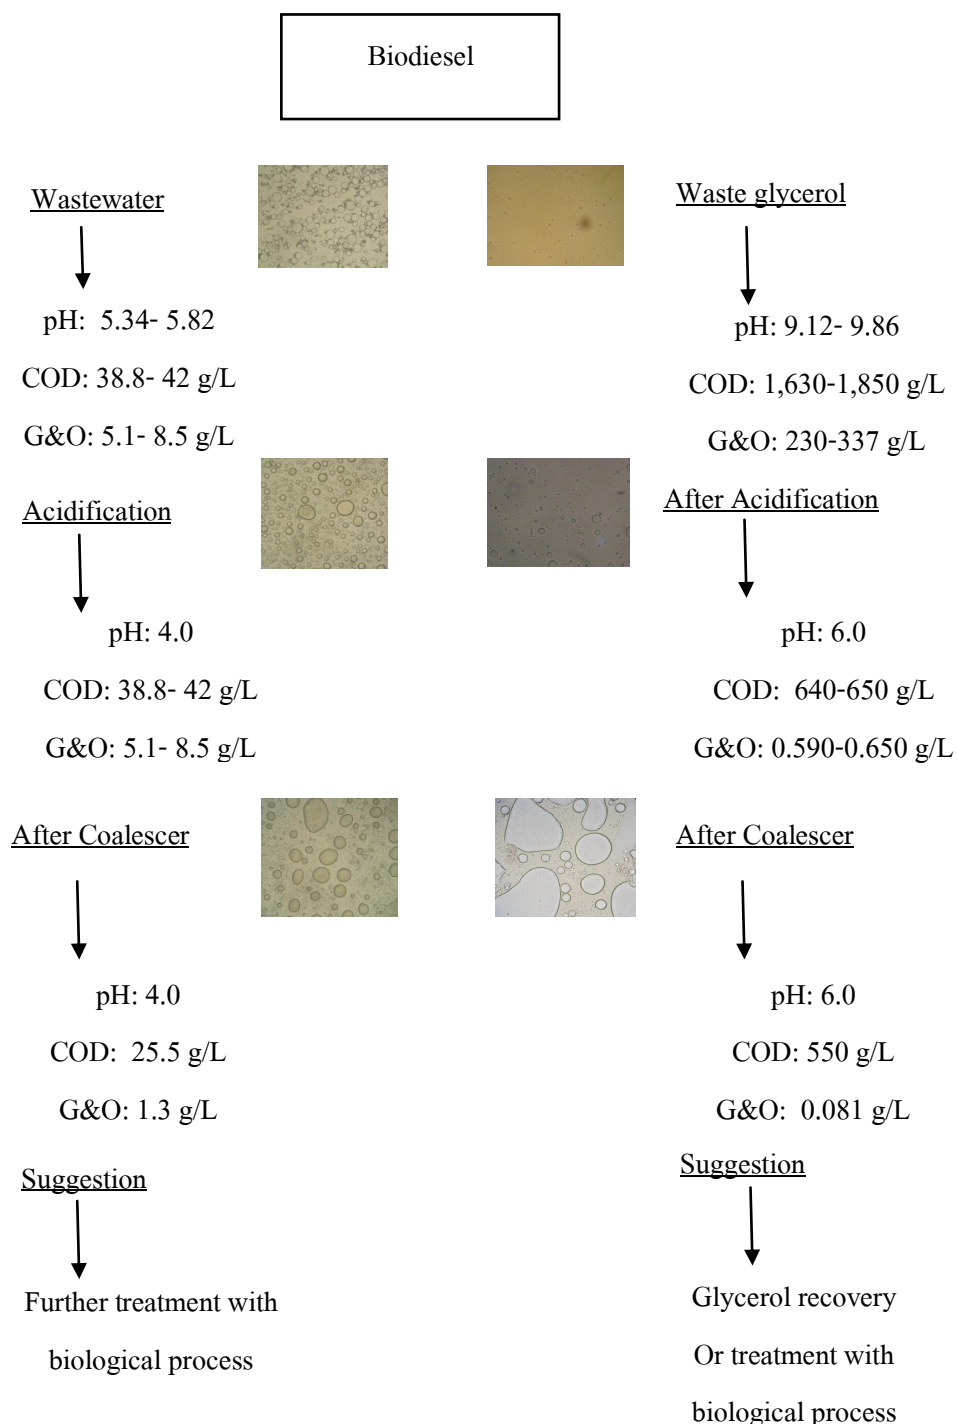 Biodiesel
Wastewater
pH: 5.34- 5.82
COD: 38.8- 42 g/L
G&O: 5.1- 8.5 g/L
Acidification
pH: 4.0
COD: 38.8- 42 g/L
G&O: 5.1- 8.5 g/L
After Coalescer
pH: 4.0
COD: 25.5 g/L
G&O: 1.3 g/L
Suggestion
Further treatment with
biological process
Waste glycerol
pH: 9.12- 9.86
COD: 1,630-1,850 g/L
G&O: 230-337 g/L
After Acidification
pH: 6.0
COD: 640-650 g/L
G&O: 0.590-0.650 g/L
After Coalescer
pH: 6.0
COD: 550 g/L
G&O: 0.081 g/L
Suggestion
Glycerol recovery
Or treatment with
biological process